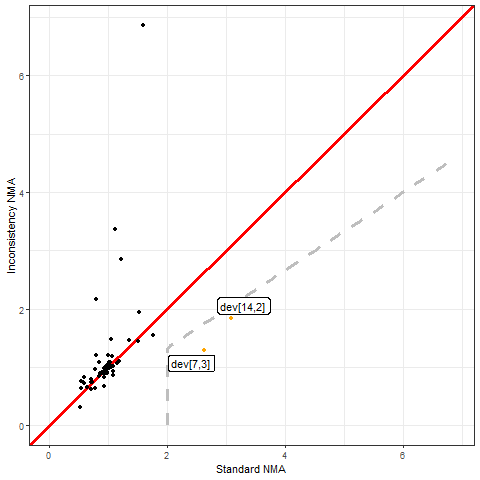 Inconsistency NMA
6
4
2
0
dev[14,2]
dev[7,3]
0 2 4 6
Standard NMA